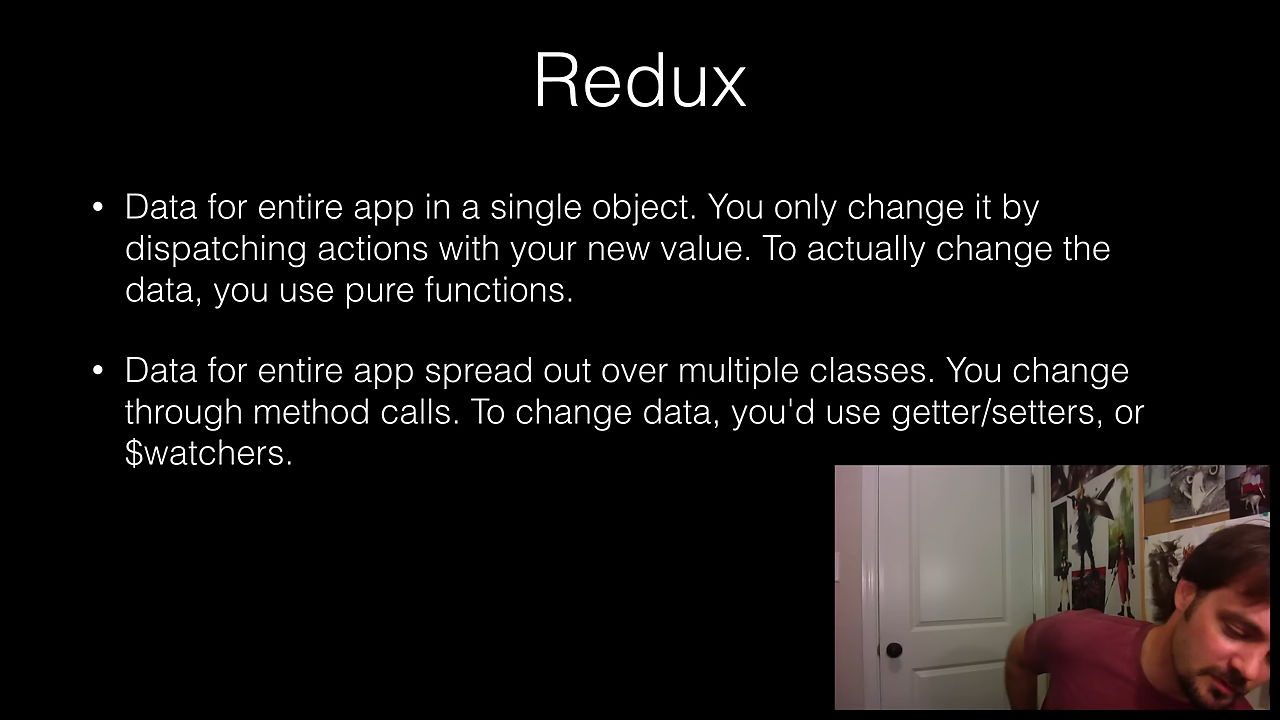 Redux
• Data for entire app in a single object. You only change it by
dispatching actions with your new value. To actually change the
data, you use pure functions.
• Data for entire app spread out over multiple classes. You change
through method calls. To change data, you'd use getter/setters, or
$watchers.